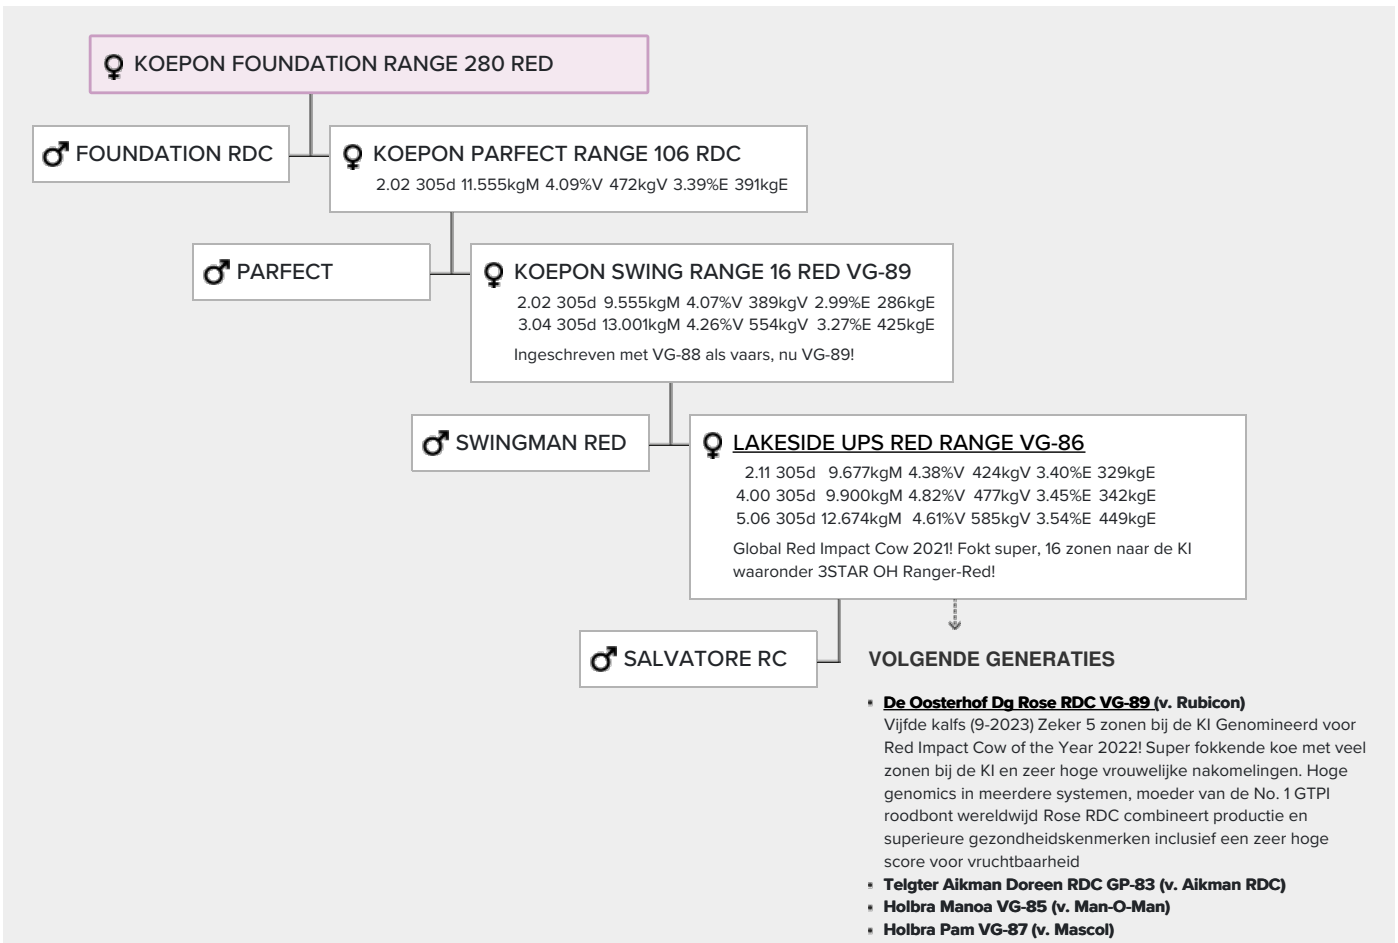 KOEPON FOUNDATION RANGE 280 RED
FOUNDATION RDC
KOEPON PARFECT RANGE 106 RDC
2.02 305d 11.555kgM 4.09%V 472kgV 3.39%E 391kgE
PARFECT
KOEPON SWING RANGE 16 RED VG-89
2.02 305d 9.555kgM 4.07%V 389kgV 2.99%E 286kgE
3.04 305d 13.001kgM 4.26%V 554kgV 3.27%E 425kgE
Ingeschreven met VG-88 als vaars, nu VG-89!
SWINGMAN RED
LAKESIDE UPS RED RANGE VG-86
2.11 305d 9.677kgM 4.38%V 424kgV 3.40%E 329kgE
4.00 305d 9.900kgM 4.82%V 477kgV 3.45%E 342kgE
5.06 305d 12.674kgM 4.61%V 585kgV 3.54%E 449kgE
Global Red Impact Cow 2021! Fokt super, 16 zonen naar de KI
waaronder 3STAR OH Ranger-Red!
SALVATORE RC
VOLGENDE GENERATIES
▪ De Oosterhof Dg Rose RDC VG-89 (v. Rubicon)
Vijfde kalfs (9-2023) Zeker 5 zonen bij de KI Genomineerd voor
Red Impact Cow of the Year 2022! Super fokkende koe met veel
zonen bij de KI en zeer hoge vrouwelijke nakomelingen. Hoge
genomics in meerdere systemen, moeder van de No. 1 GTPI
roodbont wereldwijd Rose RDC combineert productie en
superieure gezondheidskenmerken inclusief een zeer hoge
score voor vruchtbaarheid
▪ Telgter Aikman Doreen RDC GP-83 (v. Aikman RDC)
▪ Holbra Manoa VG-85 (v. Man-O-Man)
▪ Holbra Pam VG-87 (v. Mascol)